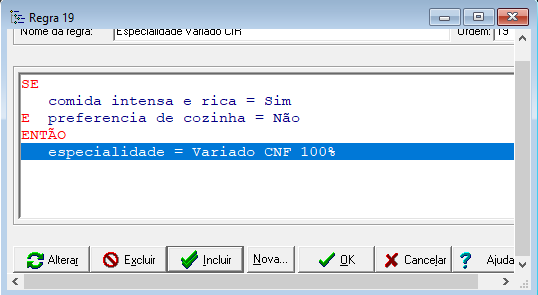 Regra 19
Nome da regra: Especialidade Variado CIR Ordem: 19
SE
comida intensa e rica = Sim
E preferencia de cozinha = Não
ENTÃO
especialidade = Variado CNF 100%
Alterar Excluir Incluir Nova... OK Cancelar Ajuda